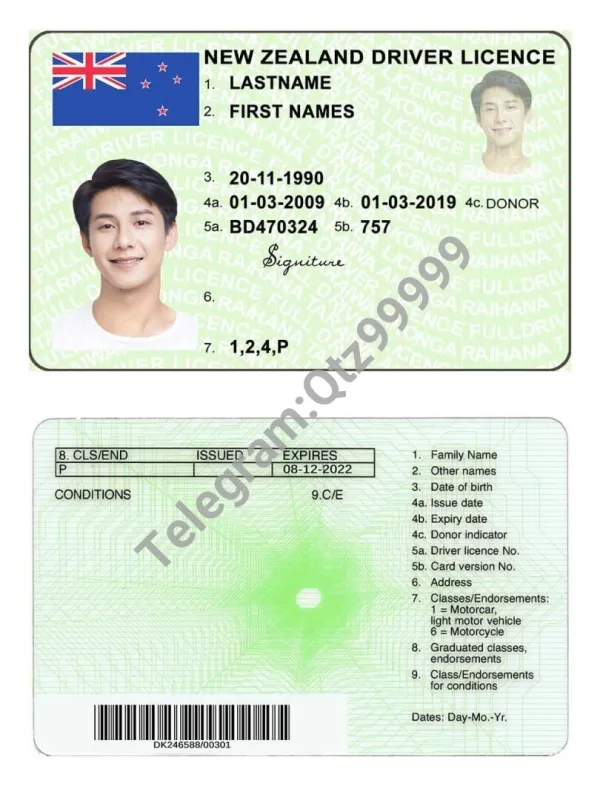 NEW ZEALAND DRIVER LICENCE
1. LASTNAME
2. FIRST NAMES
3. 20-11-1990
4a. 01-03-2009 4b. 01-03-2019 4c. DONOR
5a. BD470324 5b. 757
Signiture
6.
7. 1,2,4,P
Telegram:Qtz99999
8. CLS/END ISSUED EXPIRES
P 08-12-2022
CONDITIONS 9.C/E
1. Family Name
2. Other names
3. Date of birth
4a. Issue date
4b. Expiry date
4c. Donor indicator
5a. Driver licence No.
5b. Card version No.
6. Address
7. Classes/Endorsements:
1 = Motorcar,
light motor vehicle
6 = Motorcycle
8. Graduated classes,
endorsements
9. Class/Endorsements
for conditions
Dates: Day-Mo.-Yr.
DK246588/00301